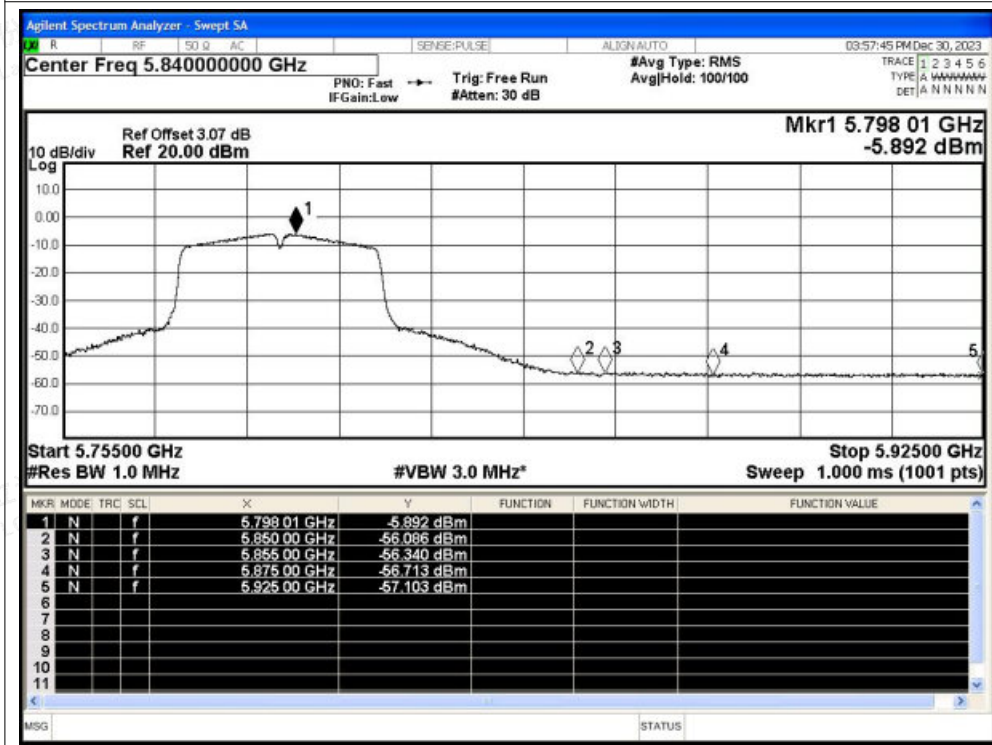 Agilent Spectrum Analyzer - Swept SA
R RF 50 Ω AC SENSE:PULSE ALIGN AUTO 03:57:45 PM Dec 30, 2023
Center Freq 5.840000000 GHz
#Avg Type: RMS
TRACE 1 2 3 4 5 6
PNO: Fast Trig: Free Run Avg|Hold: 100/100
TYPE A WWWWW
IFGain:Low #Atten: 30 dB
DET A N N N N N
Ref Offset 3.07 dB
Mkr1 5.798 01 GHz
10 dB/div Ref 20.00 dBm
-5.892 dBm
Log
10.0
0.00
-10.0
-20.0
-30.0
-40.0
-50.0
-60.0
-70.0
1
2 3 4 5
Start 5.75500 GHz Stop 5.92500 GHz
#Res BW 1.0 MHz #VBW 3.0 MHz* Sweep 1.000 ms (1001 pts)
MKR MODE TRC SCL X Y FUNCTION FUNCTION WIDTH FUNCTION VALUE
1 N f 5.798 01 GHz -5.892 dBm
2 N f 5.850 00 GHz -56.086 dBm
3 N f 5.855 00 GHz -56.340 dBm
4 N f 5.875 00 GHz -56.713 dBm
5 N f 5.925 00 GHz -57.103 dBm
6
7
8
9
10
11
MSG STATUS